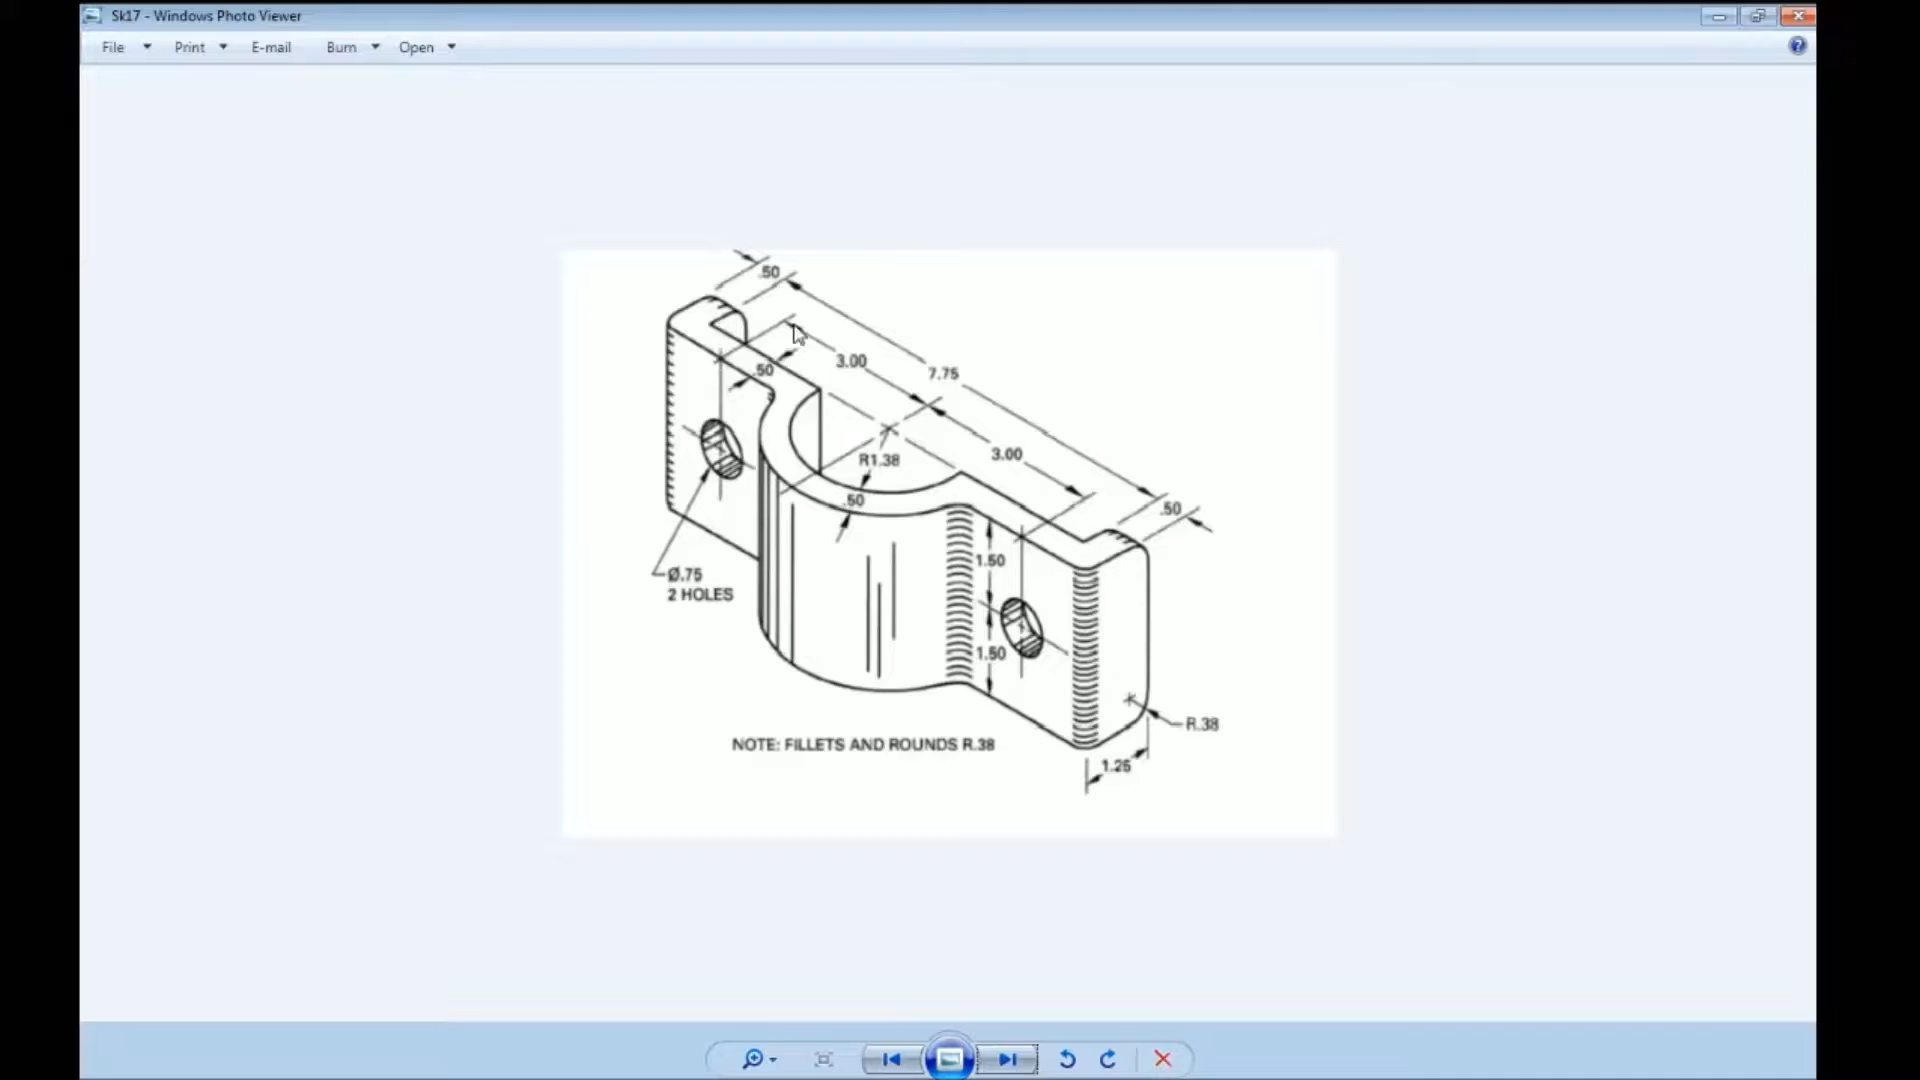 Sk17 - Windows Photo Viewer
File Print E-mail Burn Open
.50
3.00
7.75
.50
3.00
R1.38
.50
.50
1.50
Ø.75
2 HOLES
1.50
R.38
NOTE: FILLETS AND ROUNDS R.38
1.25